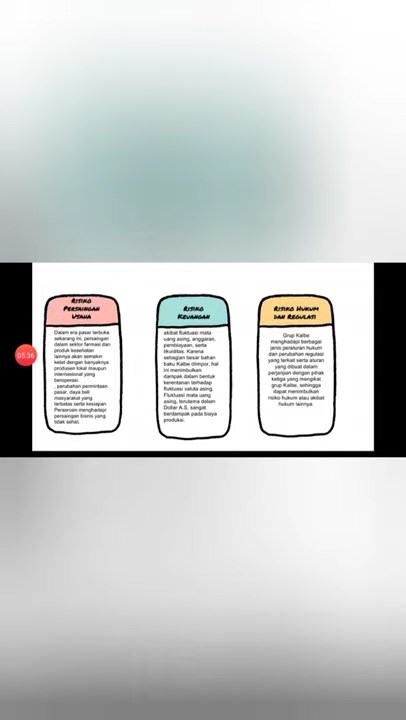 RISIKO
PERSAINGAN
USAHA
Dalam era pasar terbuka
sekarang ini, persaingan
dalam sektor farmasi dan
produk kesehatan
lainnya akan semakin
ketat dengan banyaknya
produsen lokal maupun
internasional yang
beroperasi.
, perubahan permintaan
pasar, daya beli
masyarakat yang
terbatas serta kesiapan
Perseroan menghadapi
persaingan bisnis yang
tidak sehat.
RISIKO
KEUANGAN
akibat fluktuasi mata
uang asing, anggaran,
pembiayaan, serta
likuiditas. Karena
sebagian besar bahan
baku Kalbe diimpor, hal
ini menimbulkan
dampak dalam bentuk
kerentanan terhadap
fluktuasi valuta asing.
Fluktuasi mata uang
asing, terutama dalam
Dollar A.S, sangat
berdampak pada biaya
produksi.
RISIKO HUKUM
DAN REGULASI
Grup Kalbe
menghadapi berbagai
jenis peraturan hukum
dan perubahan regulasi
yang terkait serta aturan
yang dibuat dalam
perjanjian dengan pihak
ketiga yang mengikat
grup Kalbe, sehingga
dapat menimbulkan
risiko hukum atau akibat
hukum lainnya.
05:36